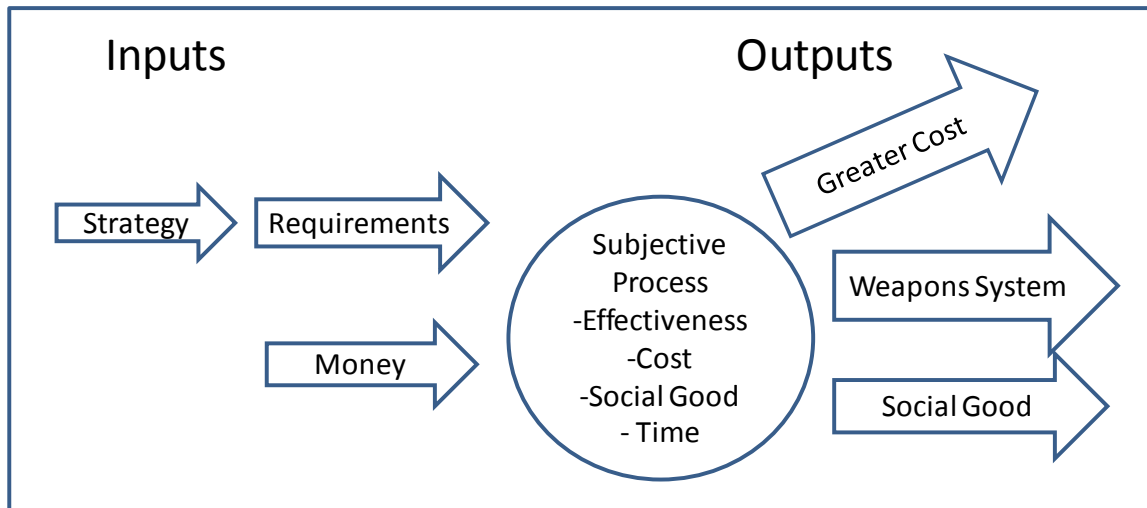 Inputs
Outputs
Greater Cost
Strategy
Requirements
Money
Subjective
Process
-Effectiveness
-Cost
-Social Good
- Time
Weapons System
Social Good